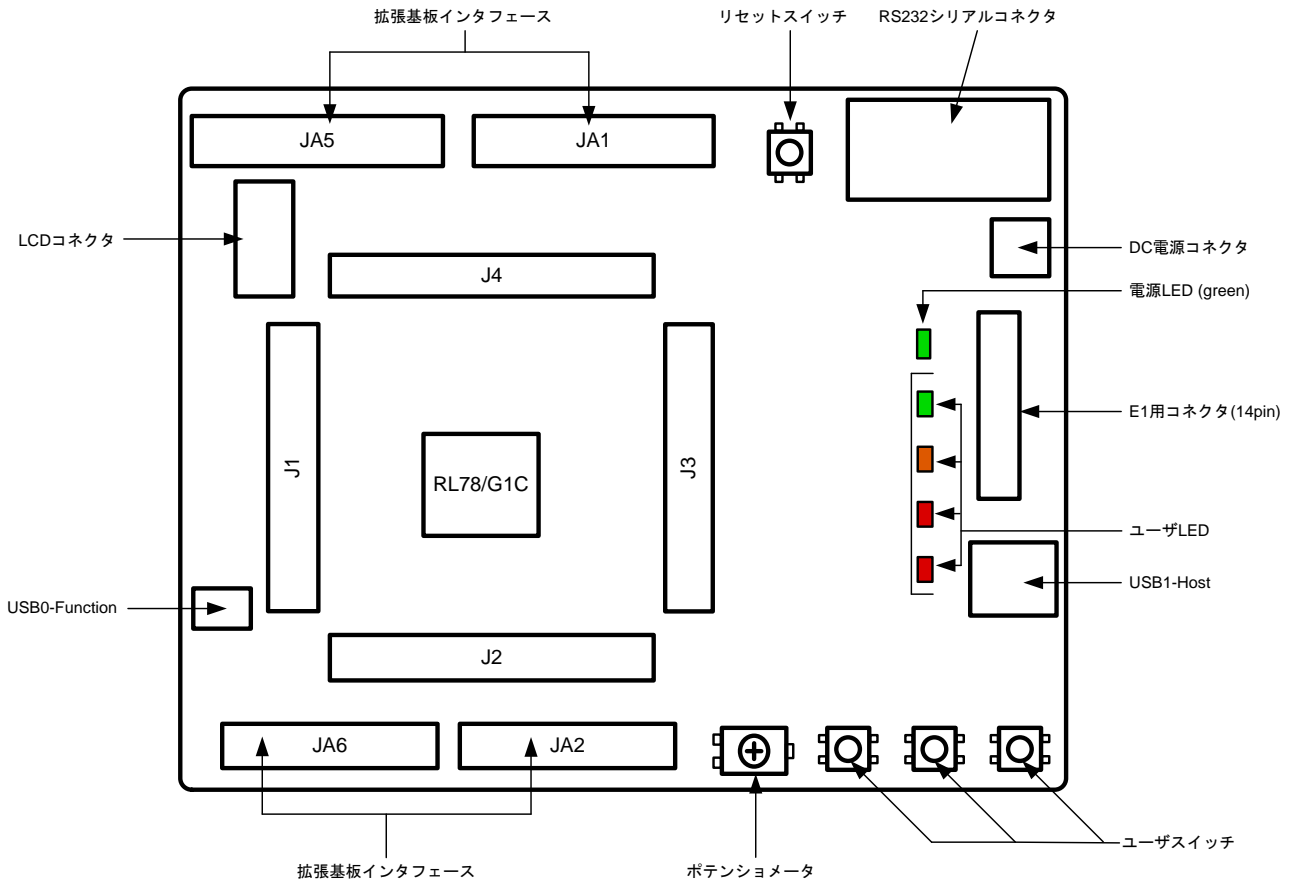 拡張基板インタフェース
リセットスイッチ
RS232シリアルコネクタ
JA5
JA1
LCDコネクタ
DC電源コネクタ
J4
電源LED (green)
E1用コネクタ(14pin)
J1
RL78/G1C
J3
ユーザLED
USB1-Host
USB0-Function
J2
JA6
JA2
ユーザスイッチ
拡張基板インタフェース
ポテンショメータ